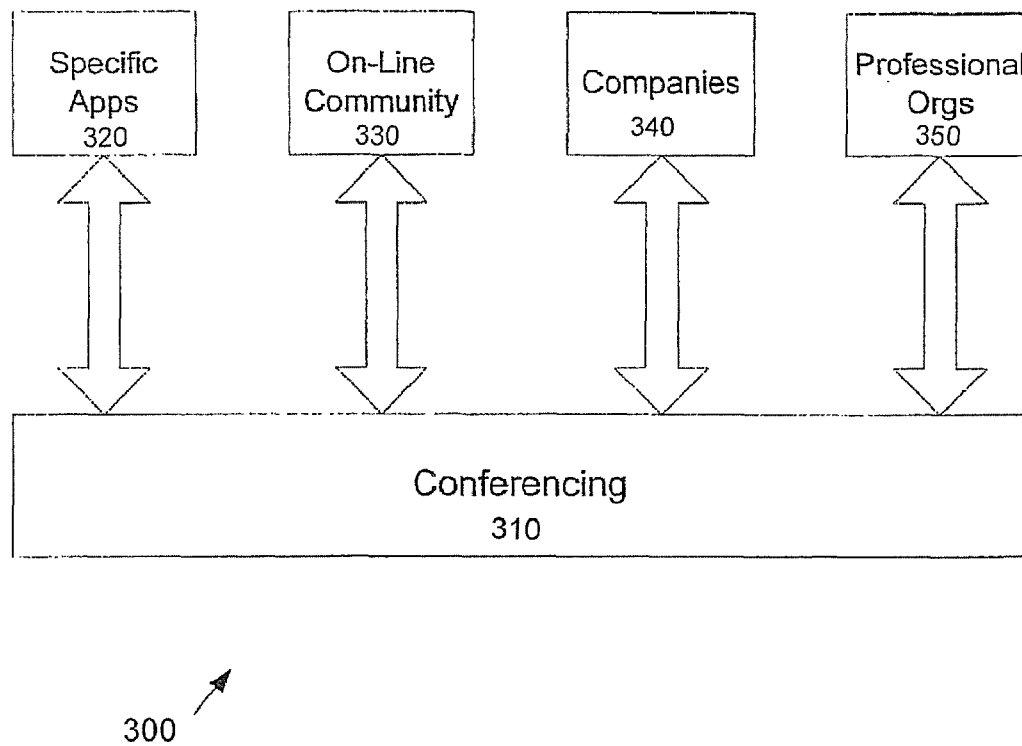 Specific
Apps
320
On-Line
Community
330
Companies
340
Professional
Orgs
350
Conferencing
310
300